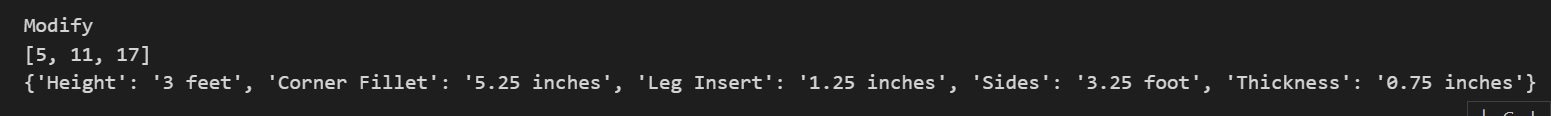 Modify
[5, 11, 17]
{'Height': '3 feet', 'Corner Fillet': '5.25 inches', 'Leg Insert': '1.25 inches', 'Sides': '3.25 foot', 'Thickness': '0.75 inches'}